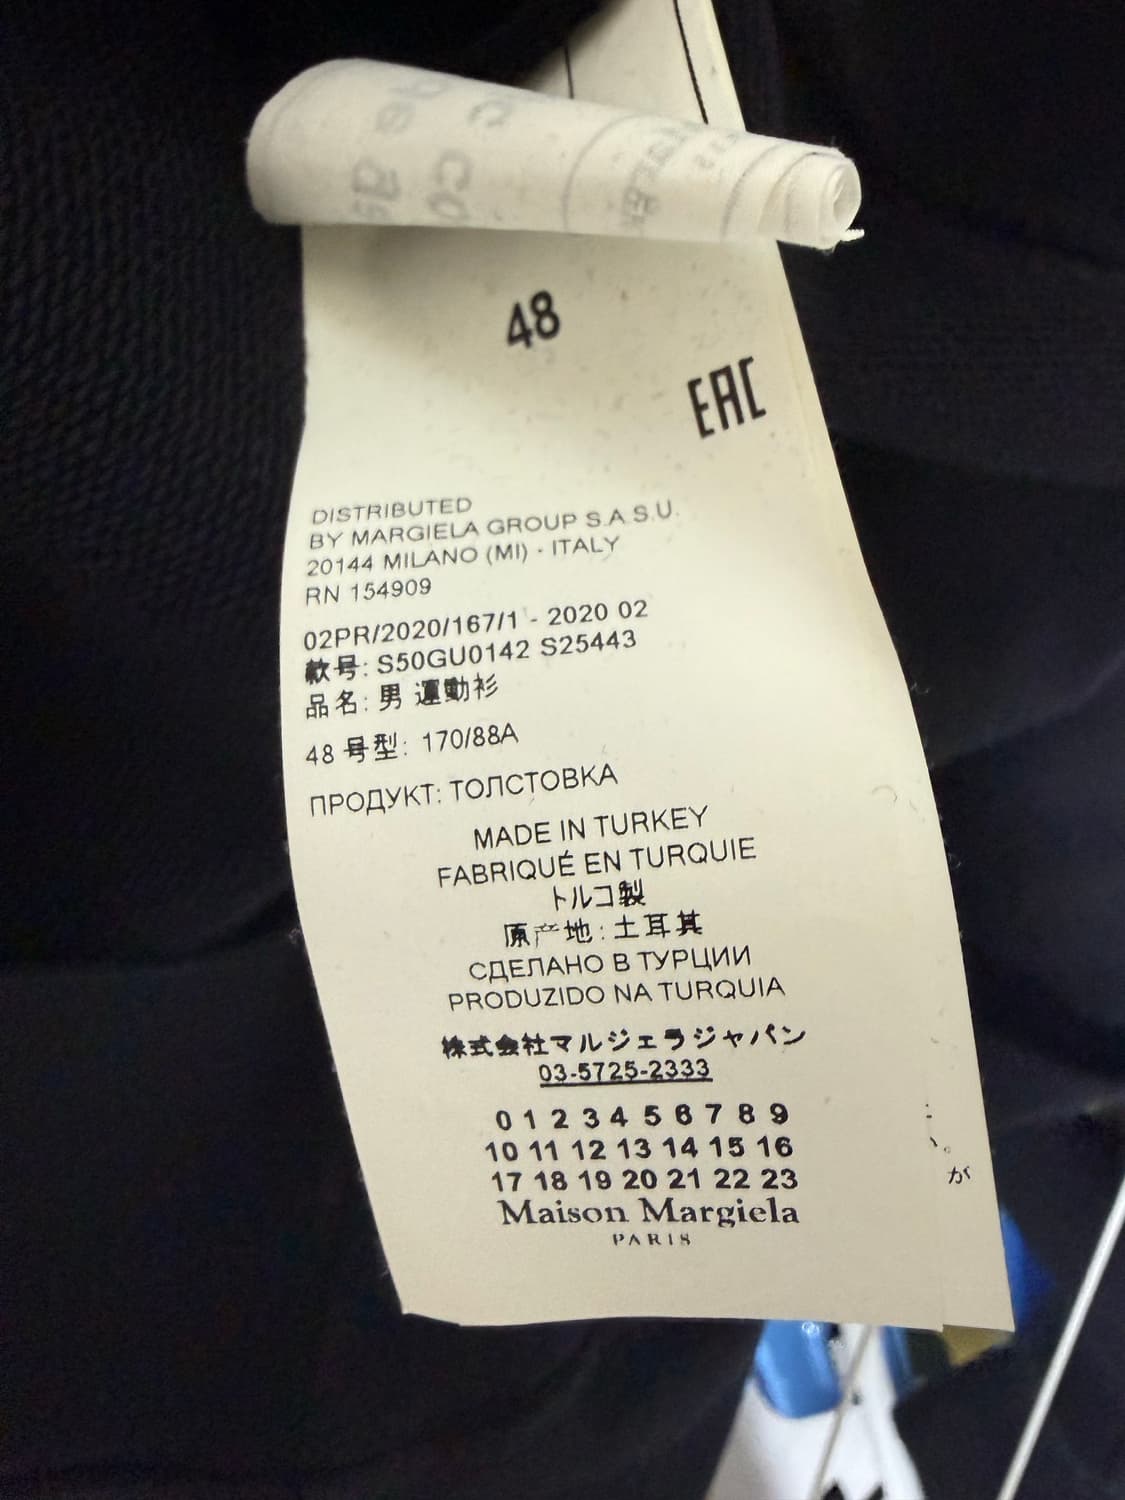 48
EAC
DISTRIBUTED
BY MARGIELA GROUP S.A.S.U.
20144 MILANO (MI) - ITALY
RN 154909
02PR/2020/167/1 - 2020 02
款号: S50GU0142 S25443
品名: 男 運動衫
48 号型: 170/88A
ПРОДУКТ: ТОЛСТОВКА
MADE IN TURKEY
FABRIQUÉ EN TURQUIE
トルコ製
原产地: 土耳其
СДЕЛАНО В ТУРЦИИ
PRODUZIDO NA TURQUIA
株式会社マルジェラジャパン
03-5725-2333
0 1 2 3 4 5 6 7 8 9
10 11 12 13 14 15 16
17 18 19 20 21 22 23
Maison Margiela
PARIS
が